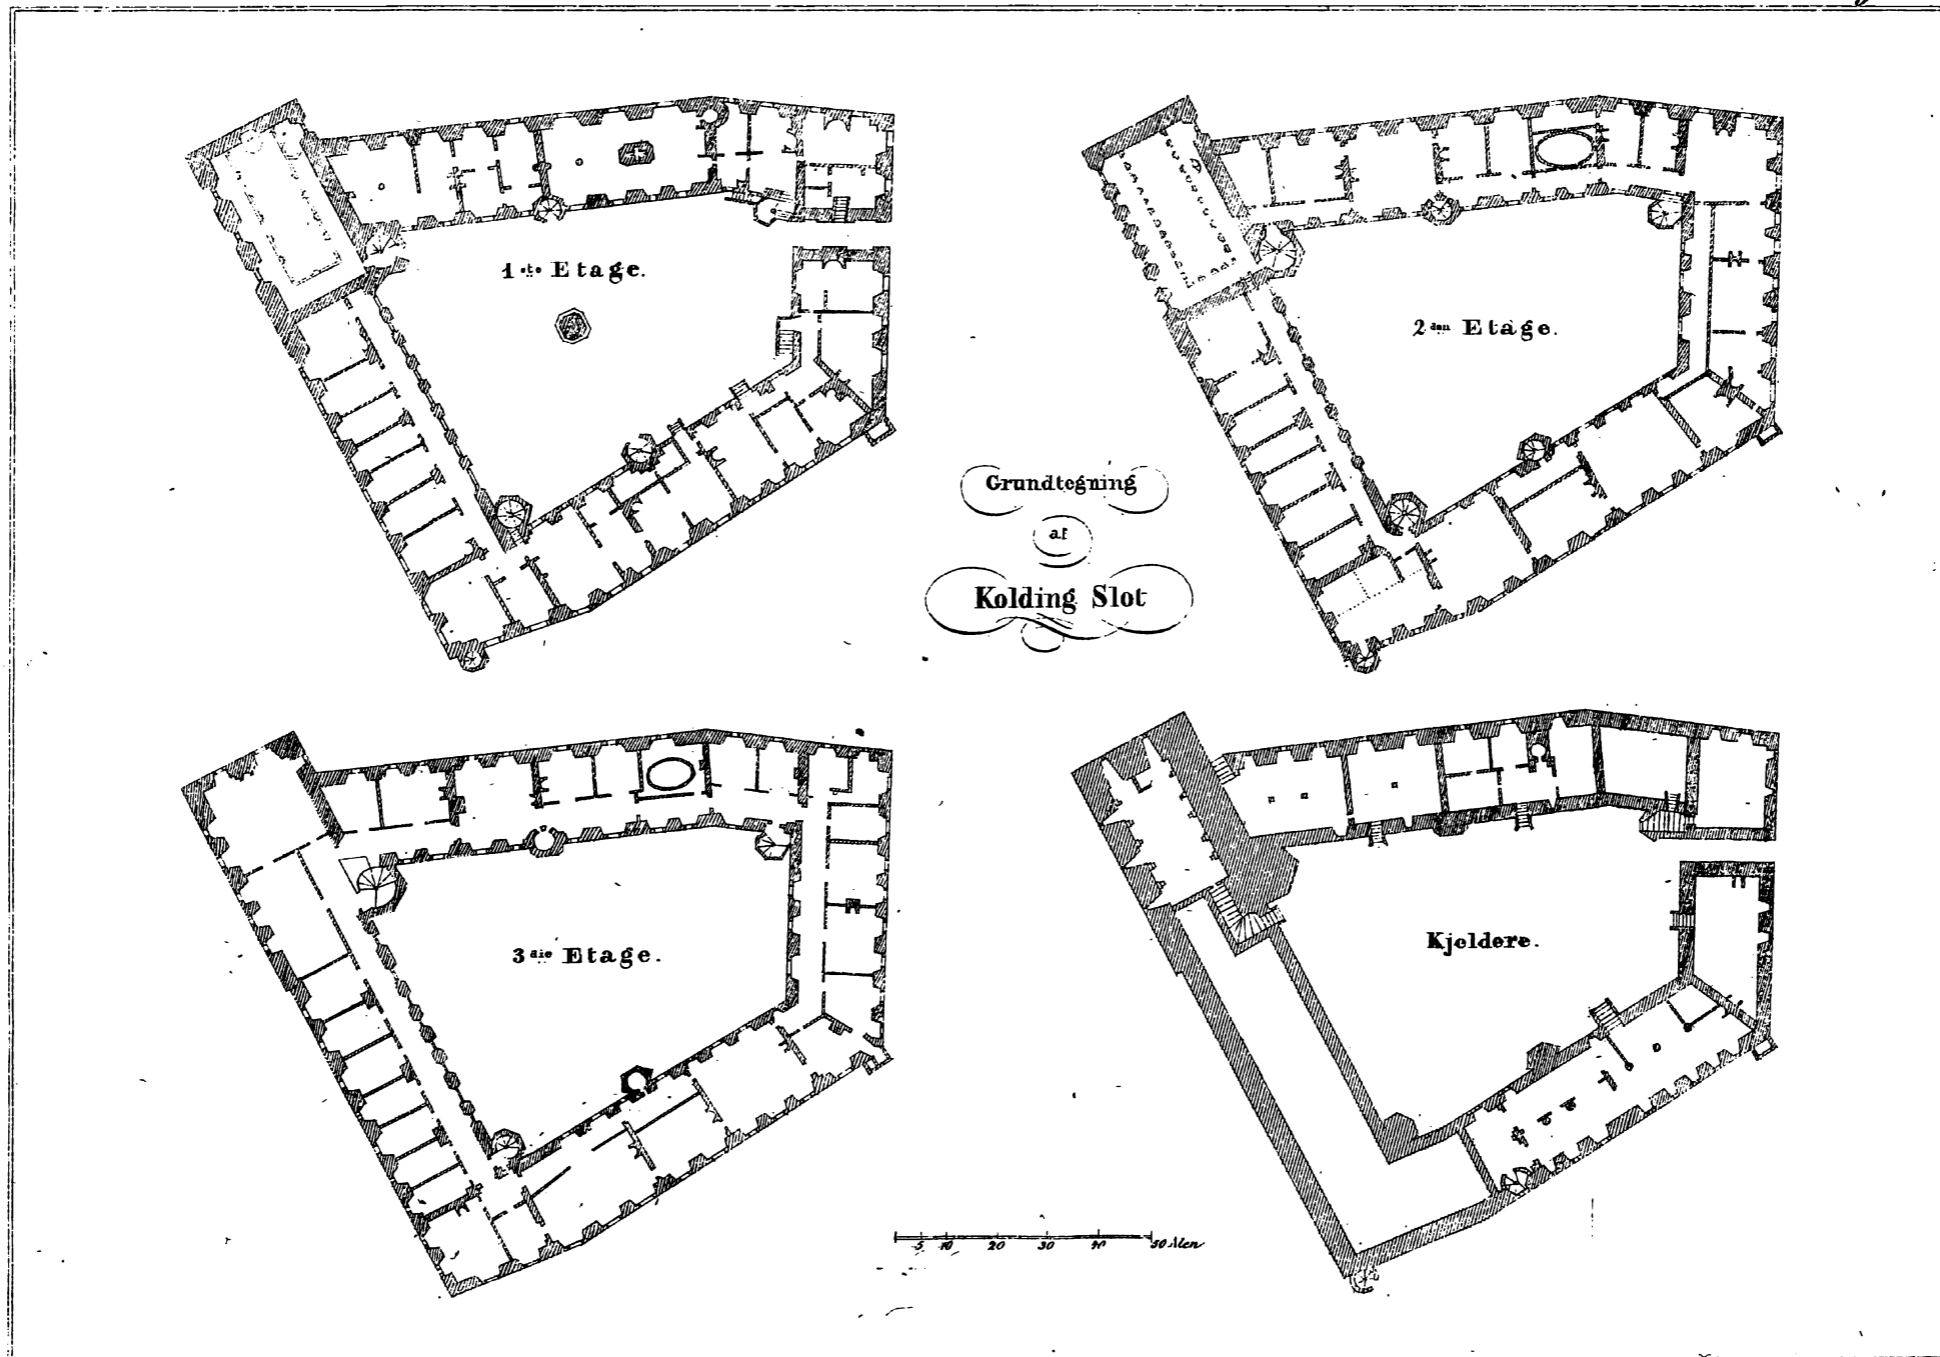 1ste Etage.
2den Etage.
Grundtegning
af
Kolding Slot
3die Etage.
Kjeldere.
5 10 20 30 40 50 Alen